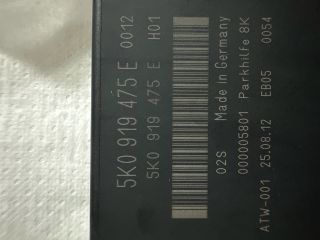 5K0 919 475 E 0012
5K0 919 475 E H01
02S Made in Germany
000005801 Parkhilfe 8K
ATW-001 25.08.12 EB05 0054